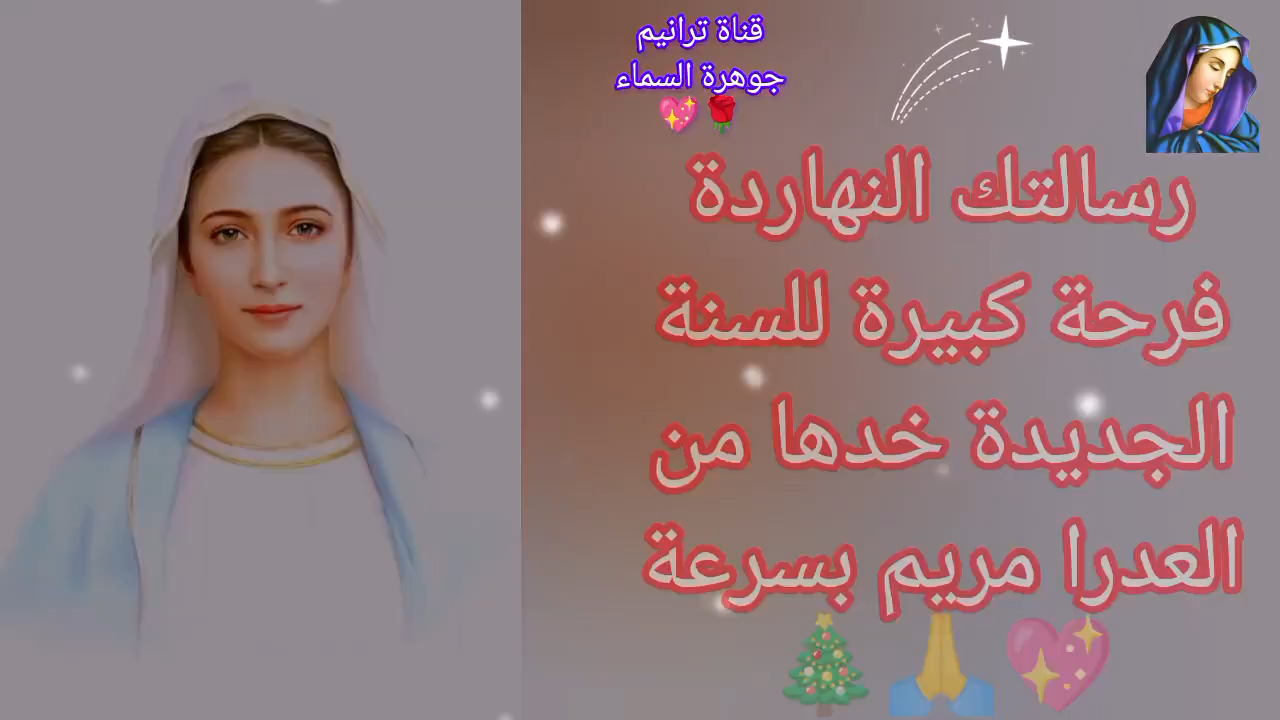 قناة ترانيم
جوهرة السماء
💖🌹
رسالتك النهاردة
فرحة كبيرة للسنة
الجديدة خدها من
العدرا مريم بسرعة
🎄🙏💖